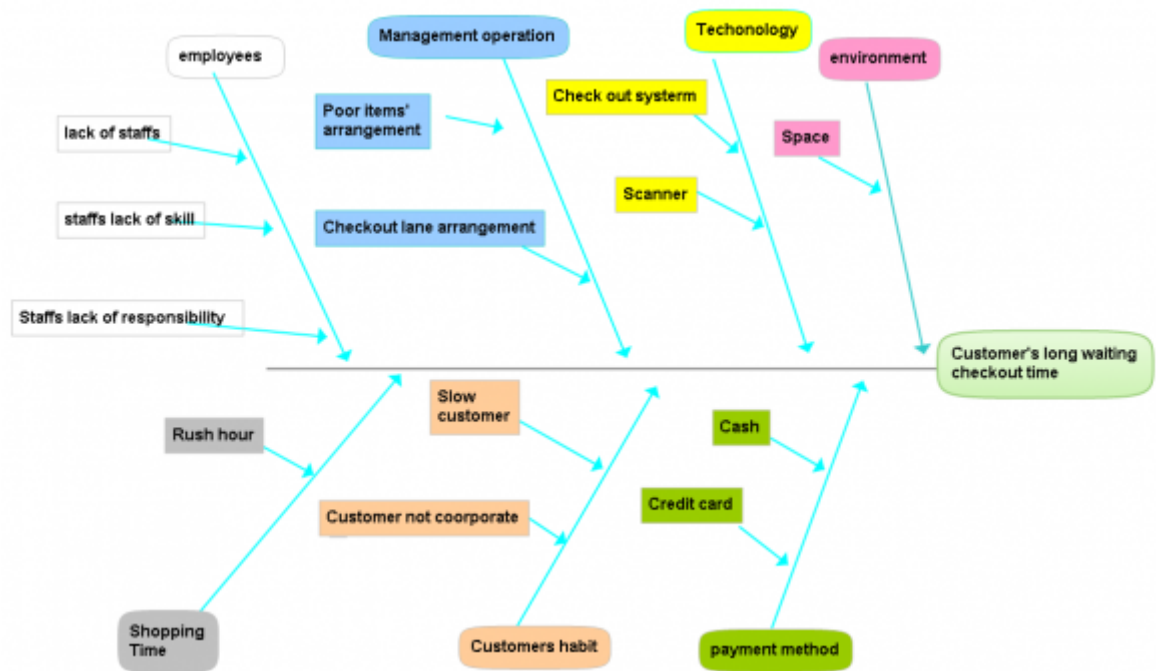 employees
Management operation
Techonology
environment
lack of staffs
Poor items'
arrangement
Check out systerm
Space
staffs lack of skill
Checkout lane arrangement
Scanner
Staffs lack of responsibility
Customer's long waiting
checkout time
Rush hour
Slow
customer
Cash
Customer not coorporate
Credit card
Shopping
Time
Customers habit
payment method